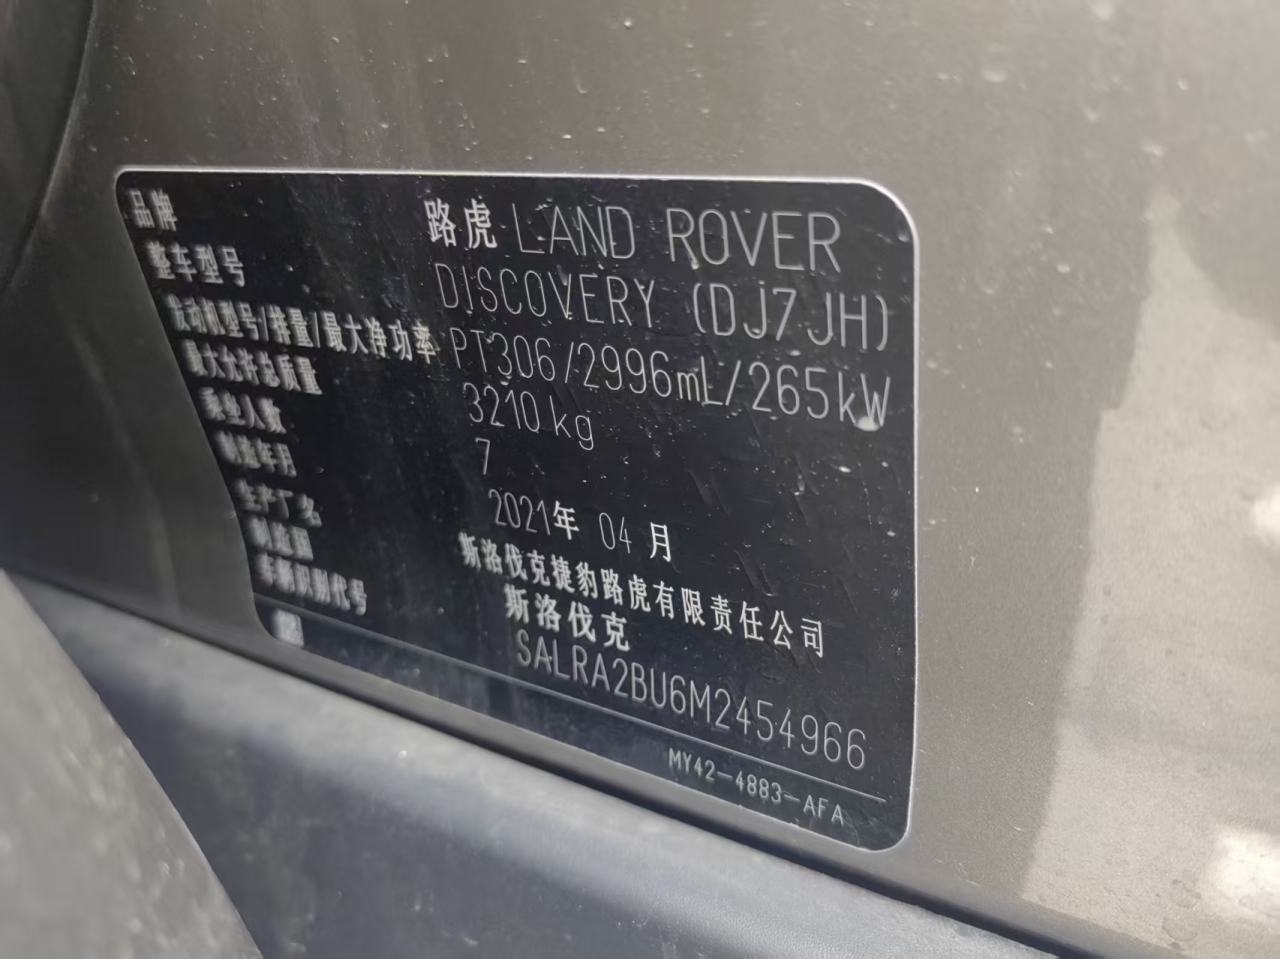 品牌 路虎 LAND ROVER
整车型号 DISCOVERY (DJ7JH)
发动机型号/排量/最大净功率 PT306/2996mL/265kW
最大允许总质量 3210kg
乘坐人数 7
制造年月 2021年 04月
生产厂名 斯洛伐克捷豹路虎有限责任公司
制造国 斯洛伐克
车辆识别代号 SALRA2BU6M2454966
MY42-4883-AFA